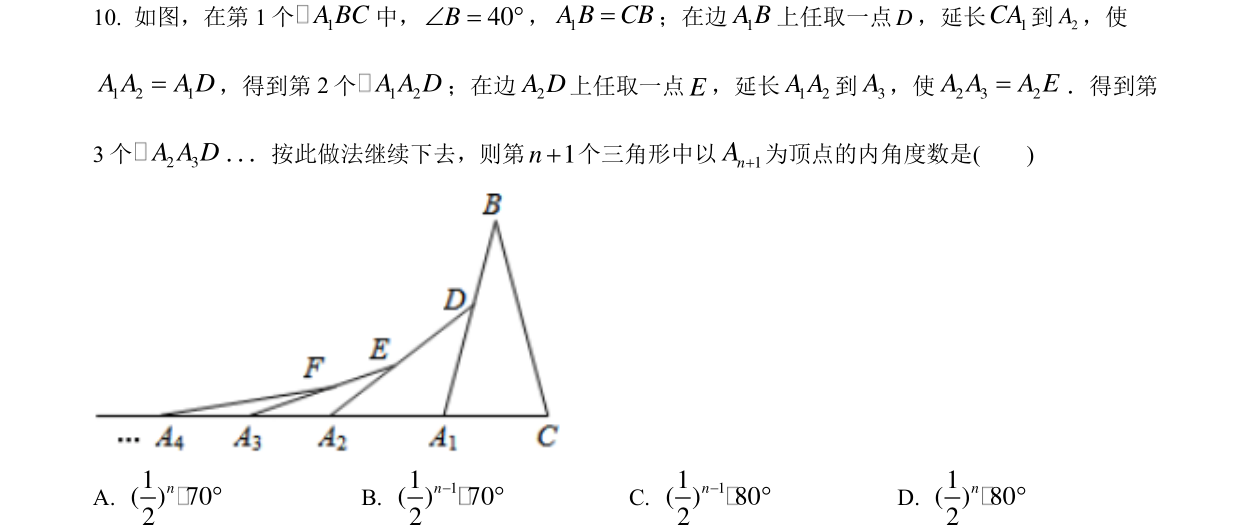 10. 如图，在第 1 个□A₁BC 中，∠B = 40°，A₁B = CB；在边 A₁B 上任取一点 D，延长 CA₁ 到 A₂，使
A₁A₂ = A₁D，得到第 2 个□A₁A₂D；在边 A₂D 上任取一点 E，延长 A₁A₂ 到 A₃，使 A₂A₃ = A₂E．得到第
3 个□A₂A₃D ... 按此做法继续下去，则第 n+1 个三角形中以 Aₙ₊₁ 为顶点的内角度数是(　　)
B
D
E
F
... A₄ A₃ A₂ A₁ C
A. (1/2)ⁿ□70° B. (1/2)ⁿ⁻¹□70° C. (1/2)ⁿ⁻¹□80° D. (1/2)ⁿ□80°